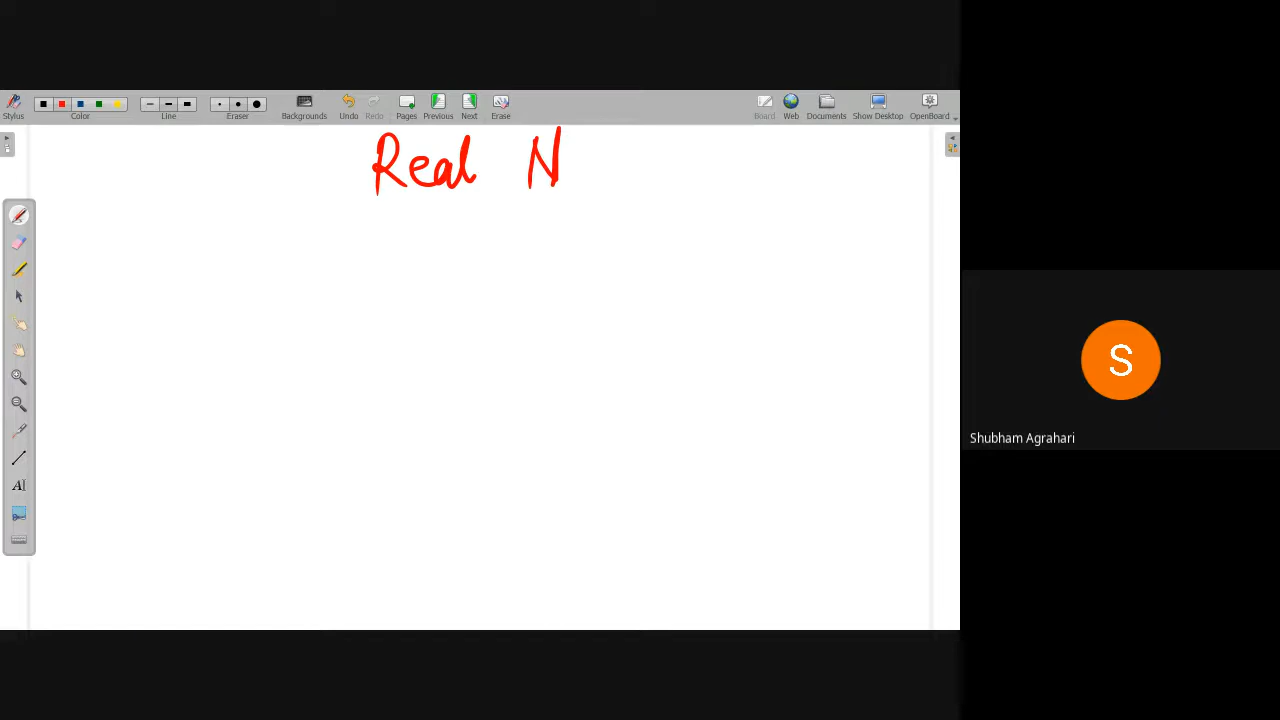 Stylus Color Line Eraser Backgrounds Undo Redo Pages Previous Next Erase Board Web Documents Show Desktop OpenBoard
Real N
AI
S
Shubham Agrahari